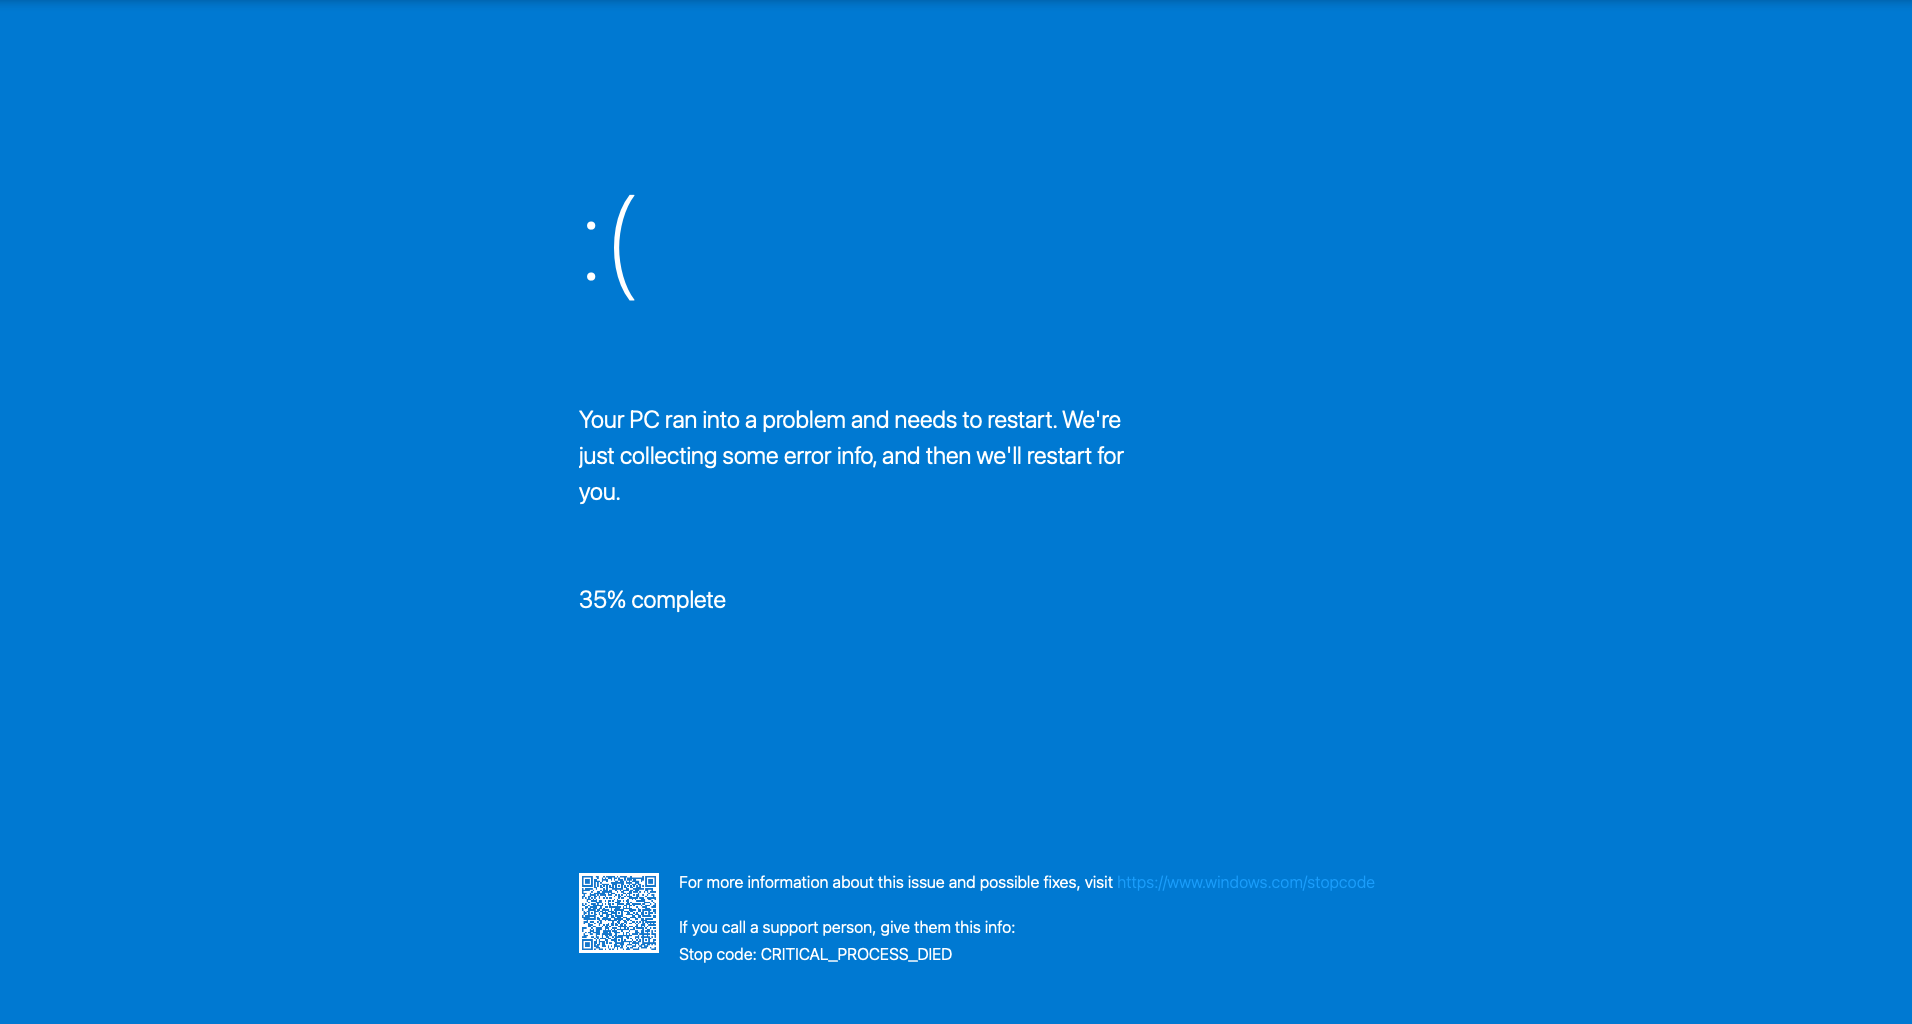 :(
Your PC ran into a problem and needs to restart. We're
just collecting some error info, and then we'll restart for
you.
35% complete
For more information about this issue and possible fixes, visit https://www.windows.com/stopcode
If you call a support person, give them this info:
Stop code: CRITICAL_PROCESS_DIED